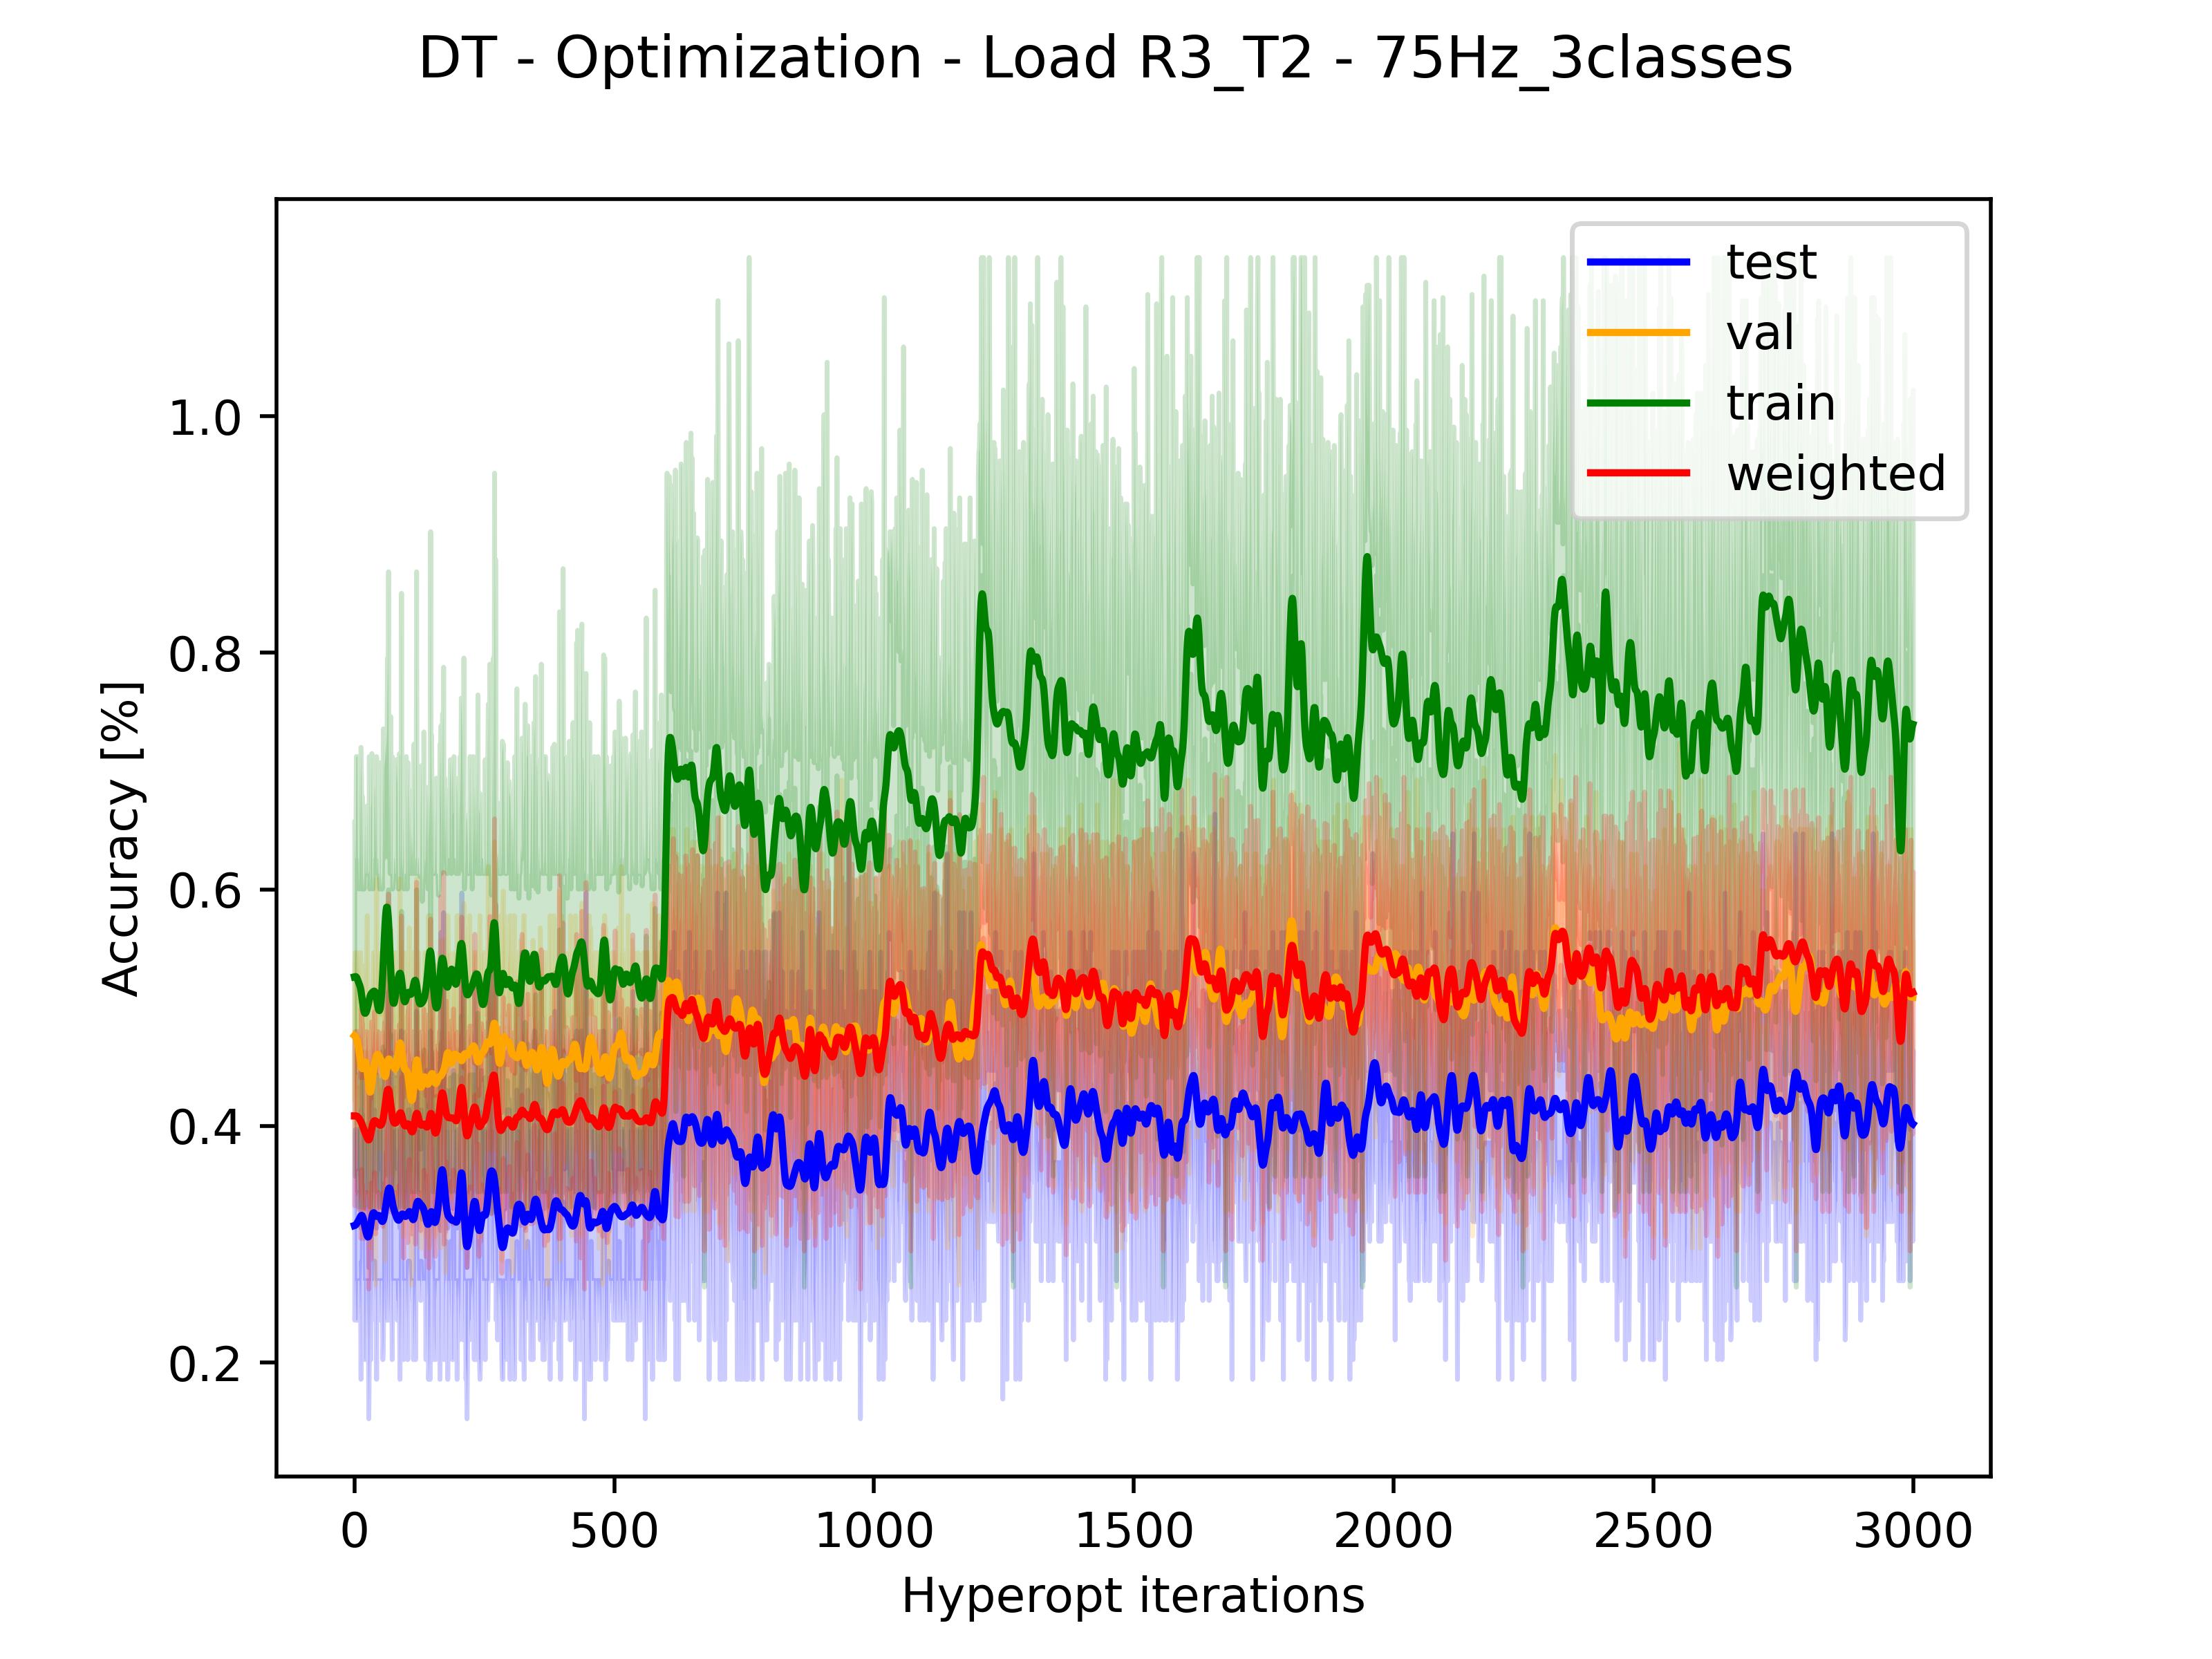 DT - Optimization - Load R3_T2 - 75Hz_3classes
test
val
train
weighted
Accuracy [%]
1.0
0.8
0.6
0.4
0.2
0 500 1000 1500 2000 2500 3000
Hyperopt iterations